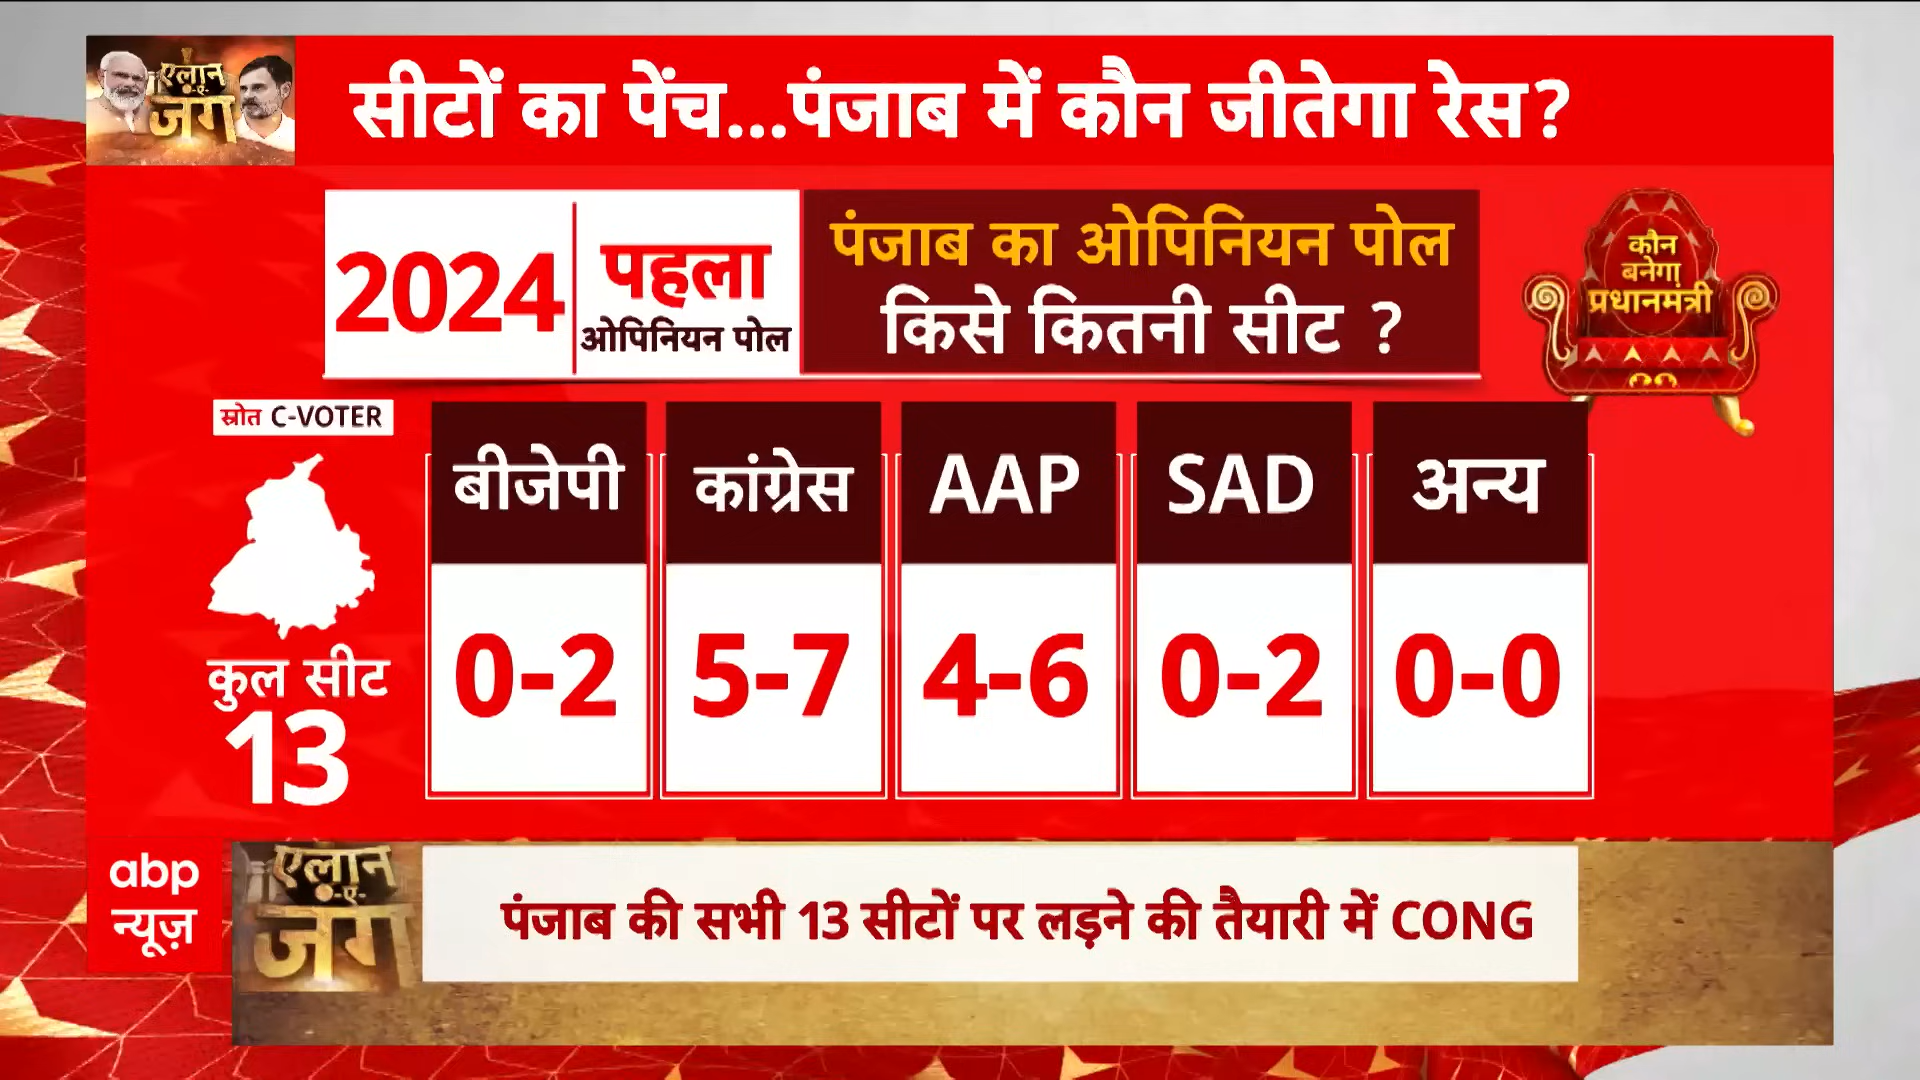 एलान
-ए-
जंग
सीटों का पेंच...पंजाब में कौन जीतेगा रेस?
2024
पहला
ओपिनियन पोल
पंजाब का ओपिनियन पोल
किसे कितनी सीट ?
कौन
बनेगा
प्रधानमंत्री
स्रोत C-VOTER
कुल सीट
13
बीजेपी कांग्रेस AAP SAD अन्य
0-2 5-7 4-6 0-2 0-0
abp
न्यूज़
एलान
-ए-
जंग
पंजाब की सभी 13 सीटों पर लड़ने की तैयारी में CONG